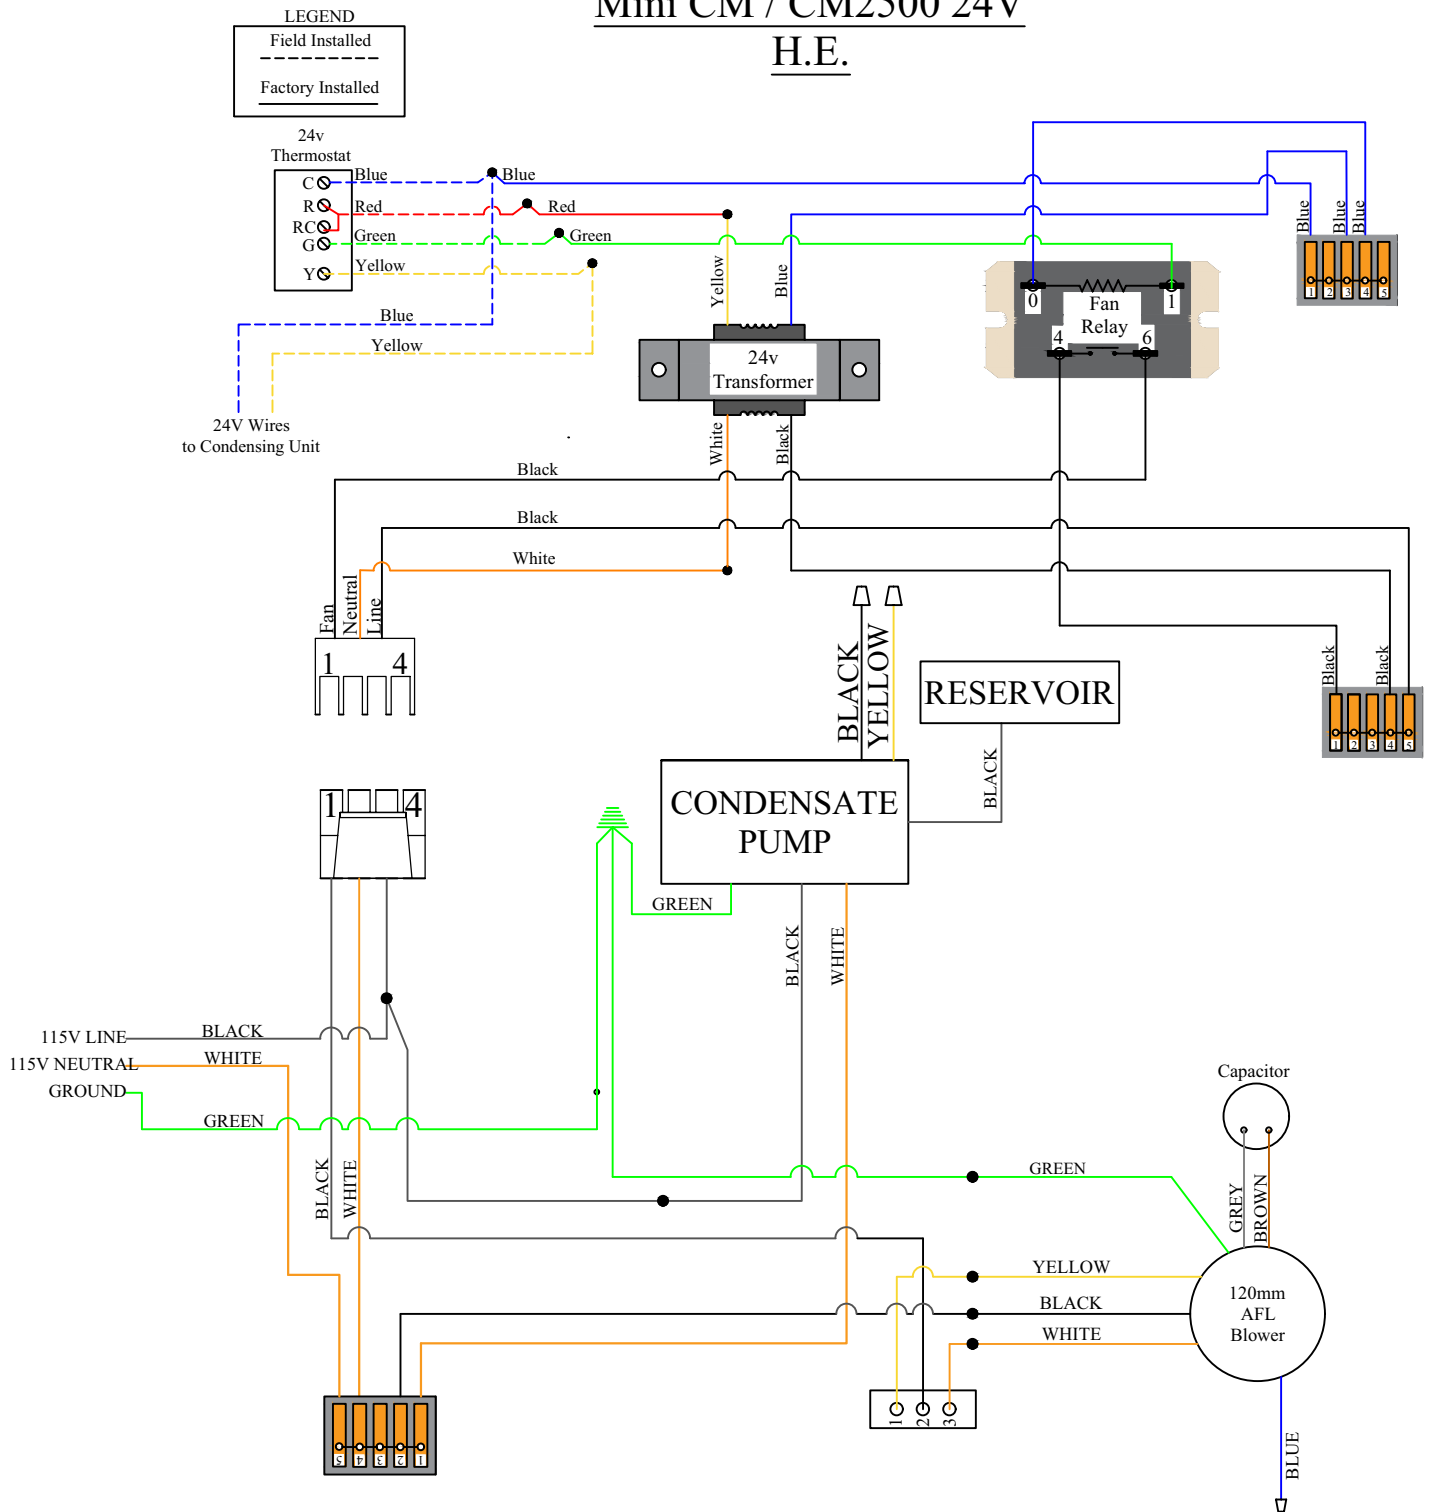 Mini CM / CM2500 24V
H.E.
LEGEND
Field Installed
Factory Installed
24v
Thermostat
C
R
RC
G
Y
Blue
Blue
Red
Red
Green
Green
Yellow
Blue
Yellow
24V Wires
to Condensing Unit
Yellow
Blue
24v
Transformer
White
Black
0
1
Fan
Relay
4
6
Blue
Blue
Blue
1
2
3
4
5
Black
Black
White
Fan
Neutral
Line
1
4
Black
Black
1
2
3
4
5
BLACK
YELLOW
RESERVOIR
BLACK
CONDENSATE
PUMP
1
4
GREEN
BLACK
WHITE
115V LINE
BLACK
115V NEUTRAL
WHITE
GROUND
GREEN
BLACK
WHITE
Capacitor
GREY
BROWN
GREEN
YELLOW
BLACK
WHITE
120mm
AFL
Blower
BLUE
1
2
3
5
4
3
2
1